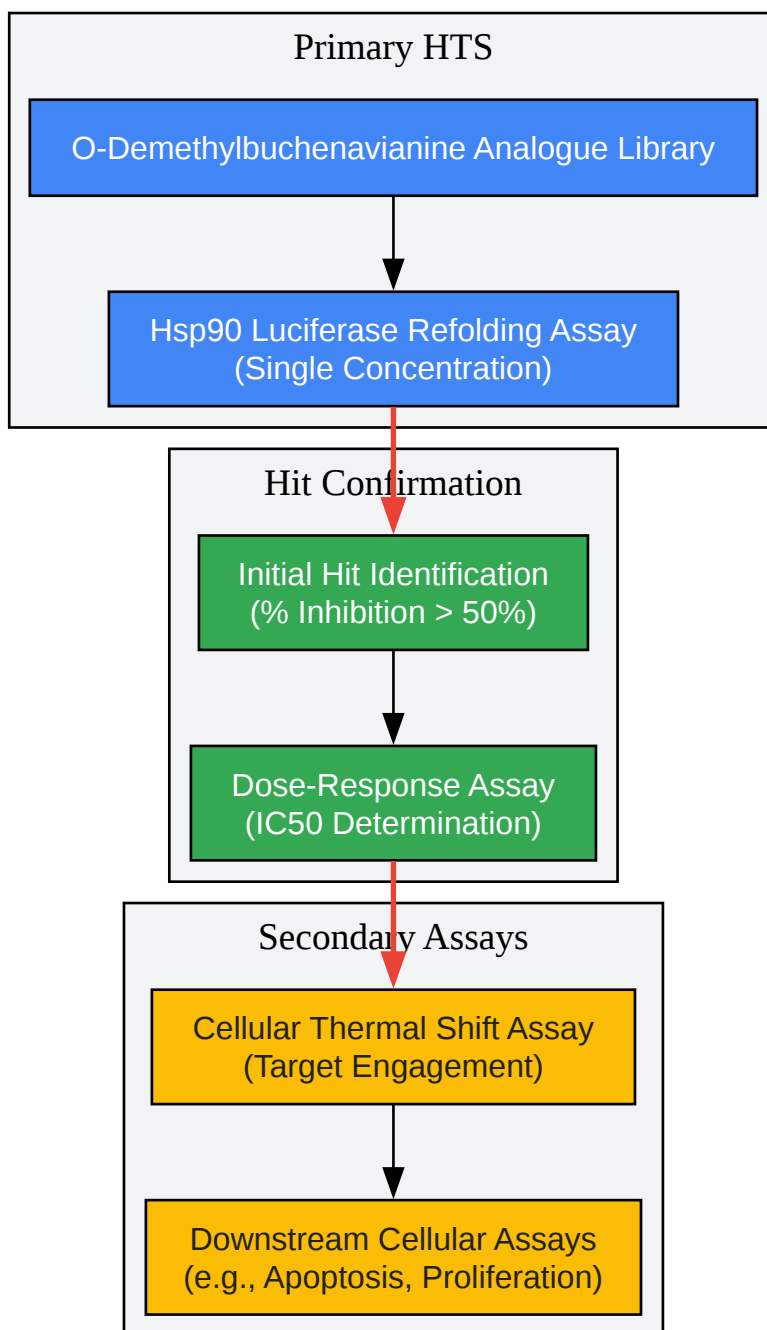 Primary HTS
O-Demethylbuchenavianine Analogue Library
Hsp90 Luciferase Refolding Assay
(Single Concentration)
Hit Confirmation
Initial Hit Identification
(% Inhibition > 50%)
Dose-Response Assay
(IC50 Determination)
Secondary Assays
Cellular Thermal Shift Assay
(Target Engagement)
Downstream Cellular Assays
(e.g., Apoptosis, Proliferation)